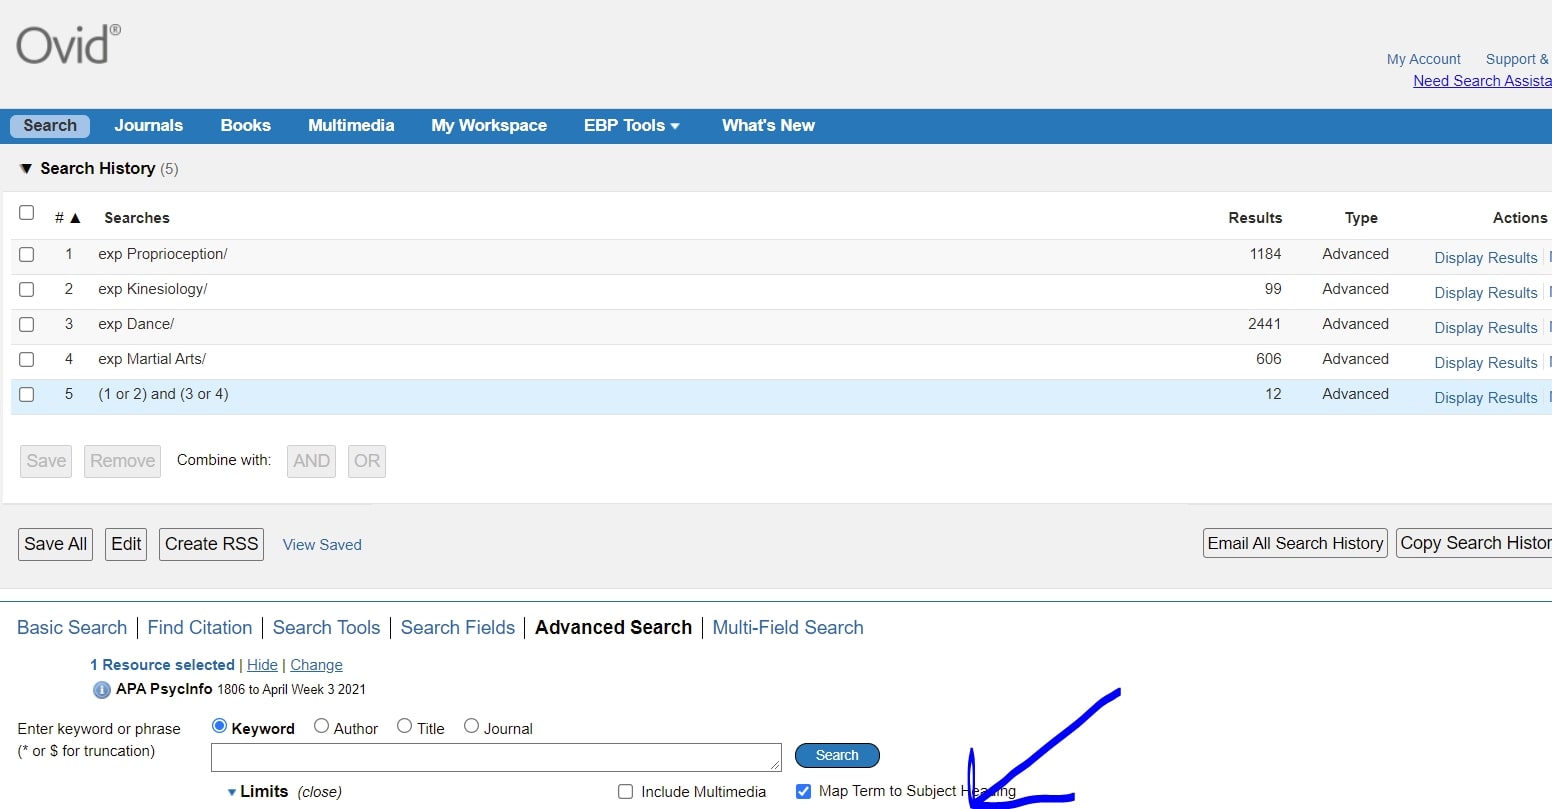 Ovid®
My Account Support &
Need Search Assista
Search Journals Books Multimedia My Workspace EBP Tools ▾ What's New
▼ Search History (5)
# ▲ Searches Results Type Actions
1 exp Proprioception/ 1184 Advanced Display Results
2 exp Kinesiology/ 99 Advanced Display Results
3 exp Dance/ 2441 Advanced Display Results
4 exp Martial Arts/ 606 Advanced Display Results
5 (1 or 2) and (3 or 4) 12 Advanced Display Results
Save Remove Combine with: AND OR
Save All Edit Create RSS View Saved Email All Search History Copy Search Histor
Basic Search | Find Citation | Search Tools | Search Fields | Advanced Search | Multi-Field Search
1 Resource selected | Hide | Change
i APA PsycInfo 1806 to April Week 3 2021
Enter keyword or phrase
(* or $ for truncation)
Keyword Author Title Journal
Search
▾ Limits (close) Include Multimedia Map Term to Subject Heading